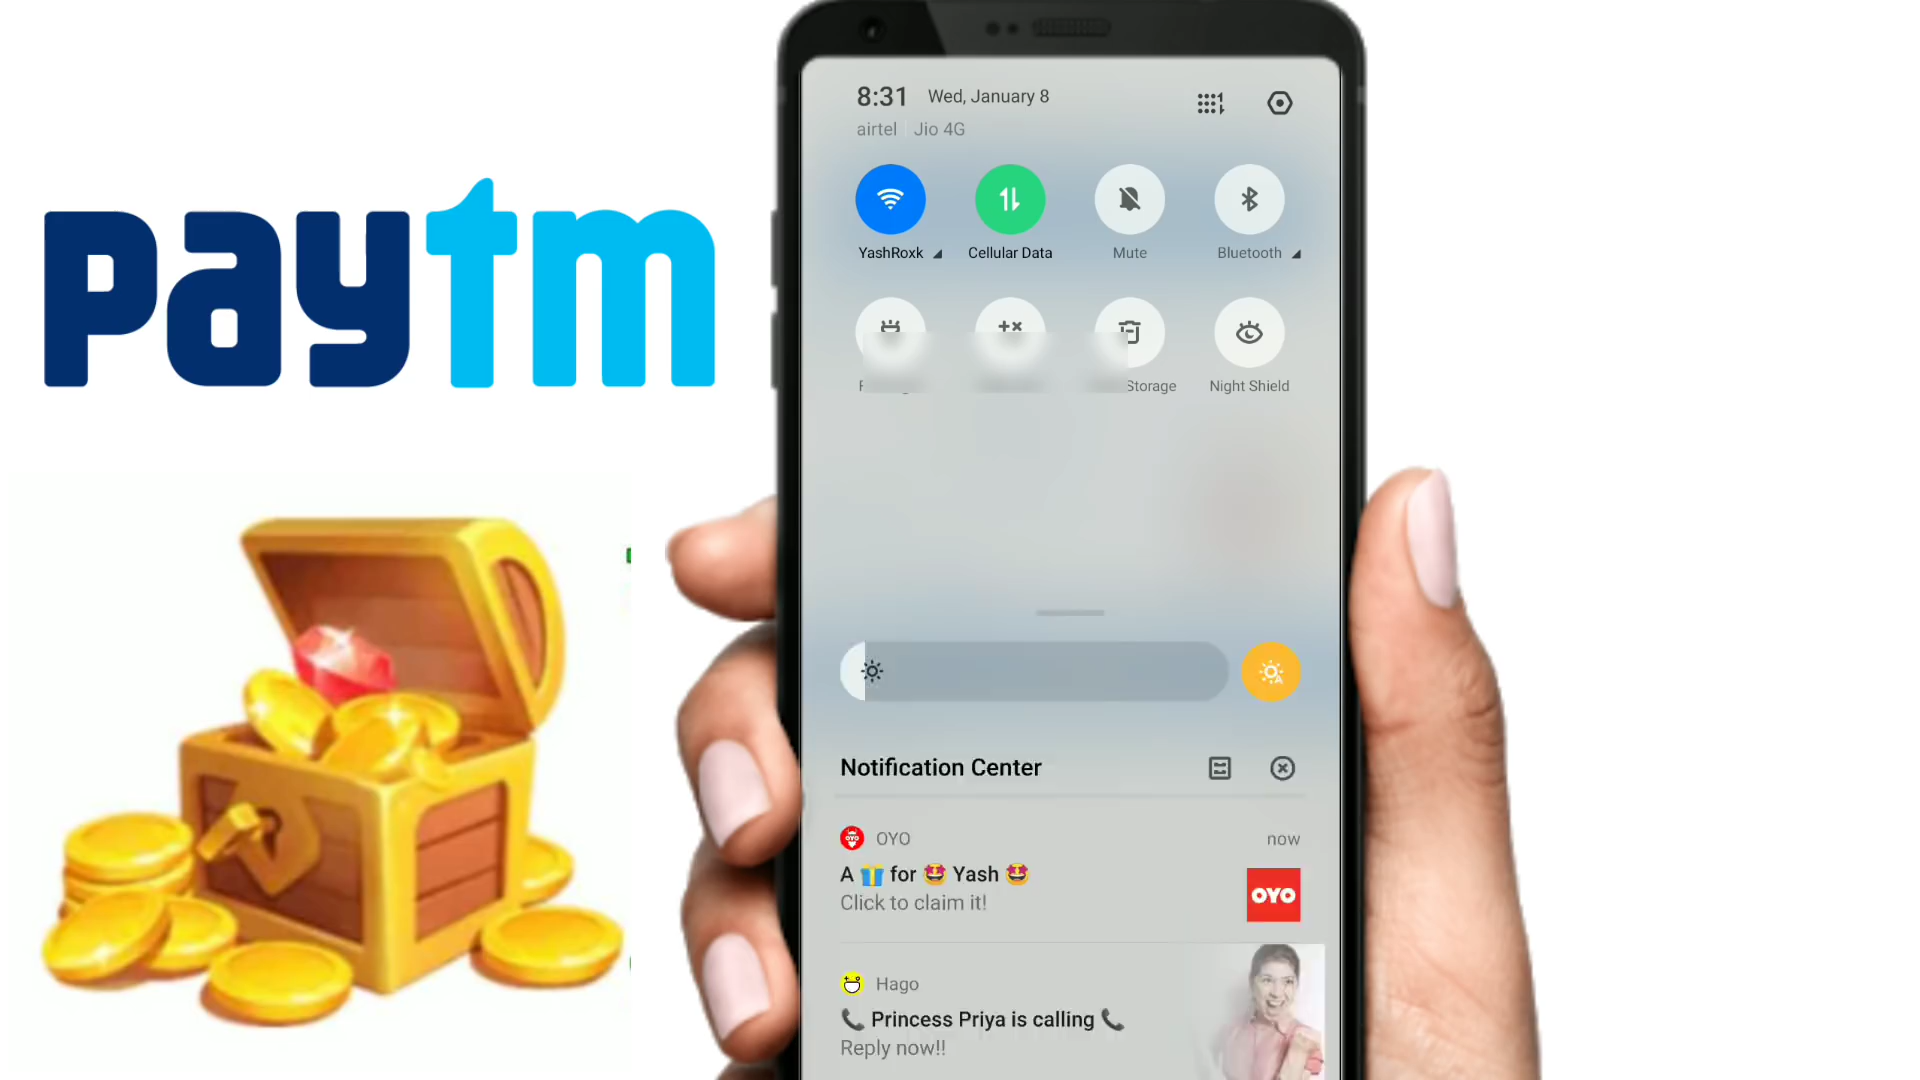 paytm
8:31 Wed, January 8
airtel Jio 4G
YashRoxk Cellular Data Mute Bluetooth
Storage Night Shield
Notification Center
OYO now
A for Yash
Click to claim it!
OYO
Hago
Princess Priya is calling
Reply now!!